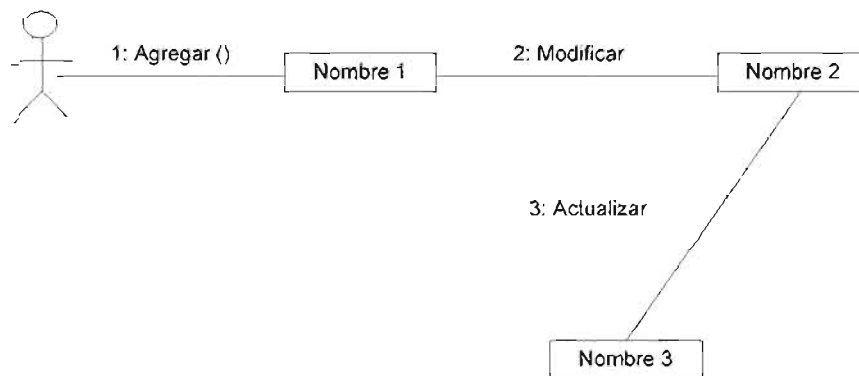 1: Agregar ()
Nombre 1
2: Modificar
Nombre 2
3: Actualizar
Nombre 3